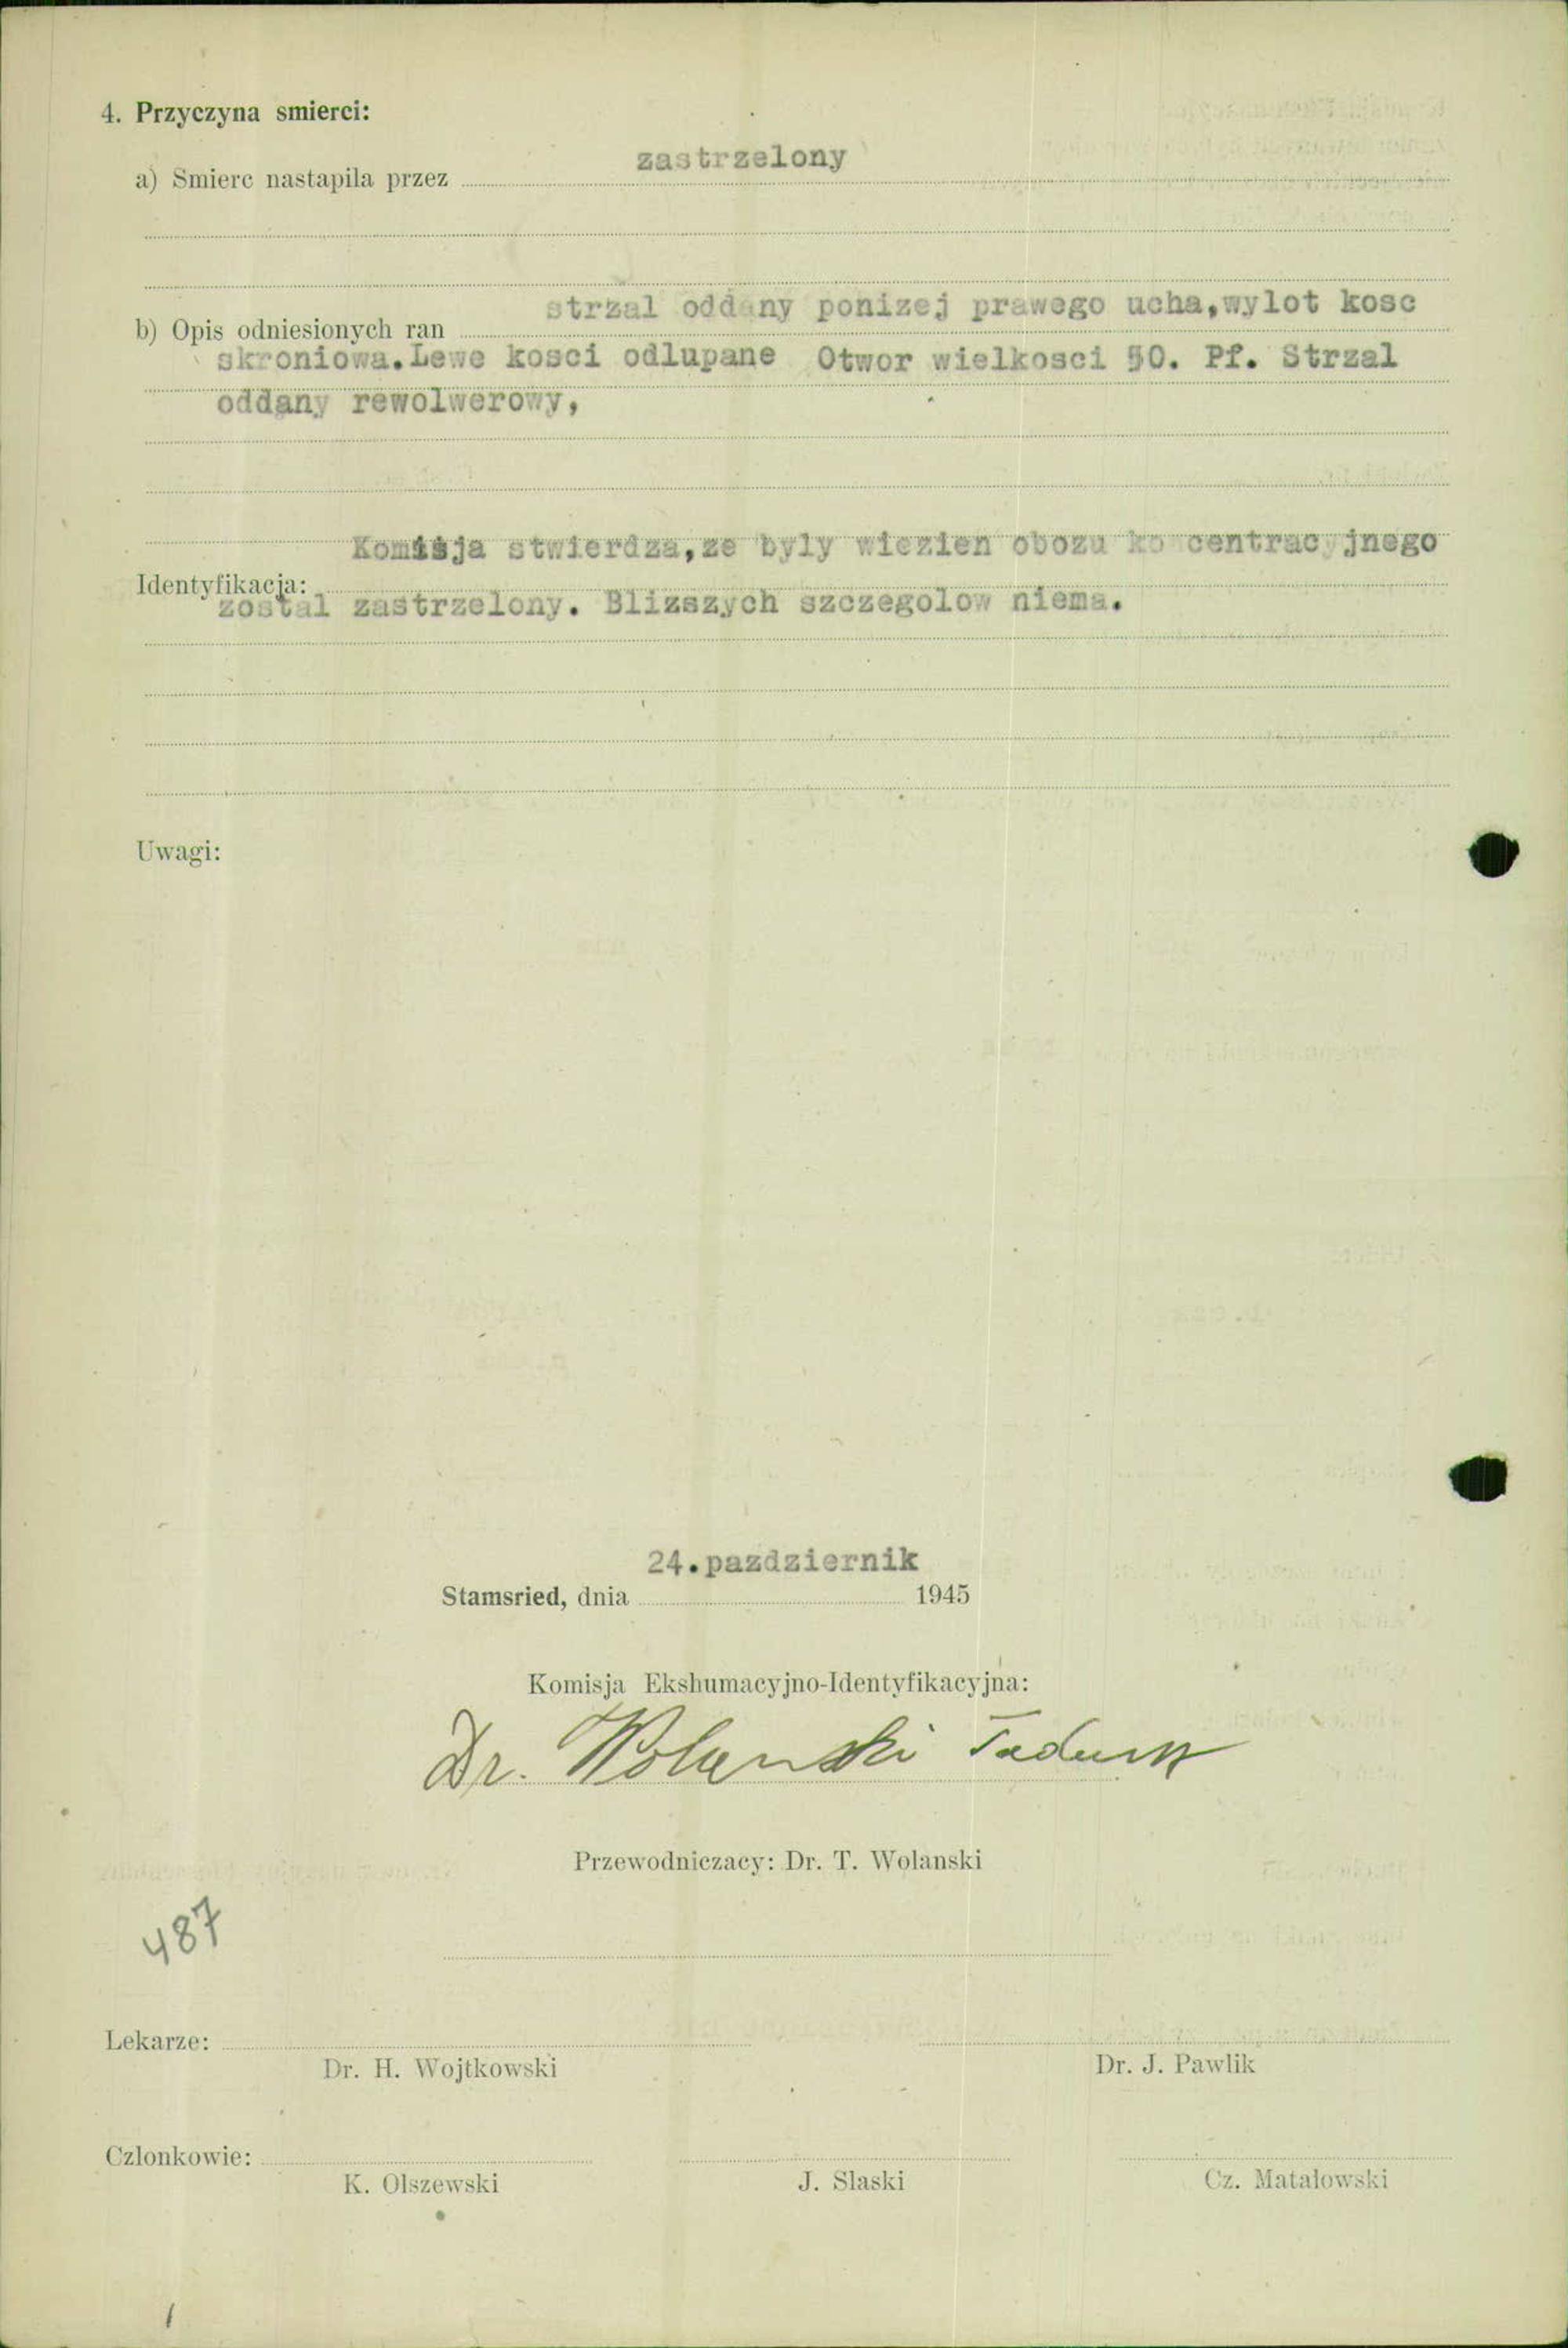 4. Przyczyna smierci:
zastrzelony
a) Smierc nastapila przez
strzal oddany ponizej prawego ucha,wylot kosc
b) Opis odniesionych ran
skroniowa.Lewe kosci odlupane Otwor wielkosci 50. Pf. Strzal
oddany rewolwerowy,
Komisja stwierdza,ze byly wiezien obozu koncentracyjnego
Identyfikacja:
zostal zastrzelony. Blizszych szczegolow niema.
Uwagi:
24.pazdziernik
Stamsried, dnia 1945
Komisja Ekshumacyjno-Identyfikacyjna:
Dr. Wolanski Tadeusz
Przewodniczacy: Dr. T. Wolanski
487
Lekarze:
Dr. H. Wojtkowski Dr. J. Pawlik
Czlonkowie:
K. Olszewski J. Slaski Cz. Matalowski